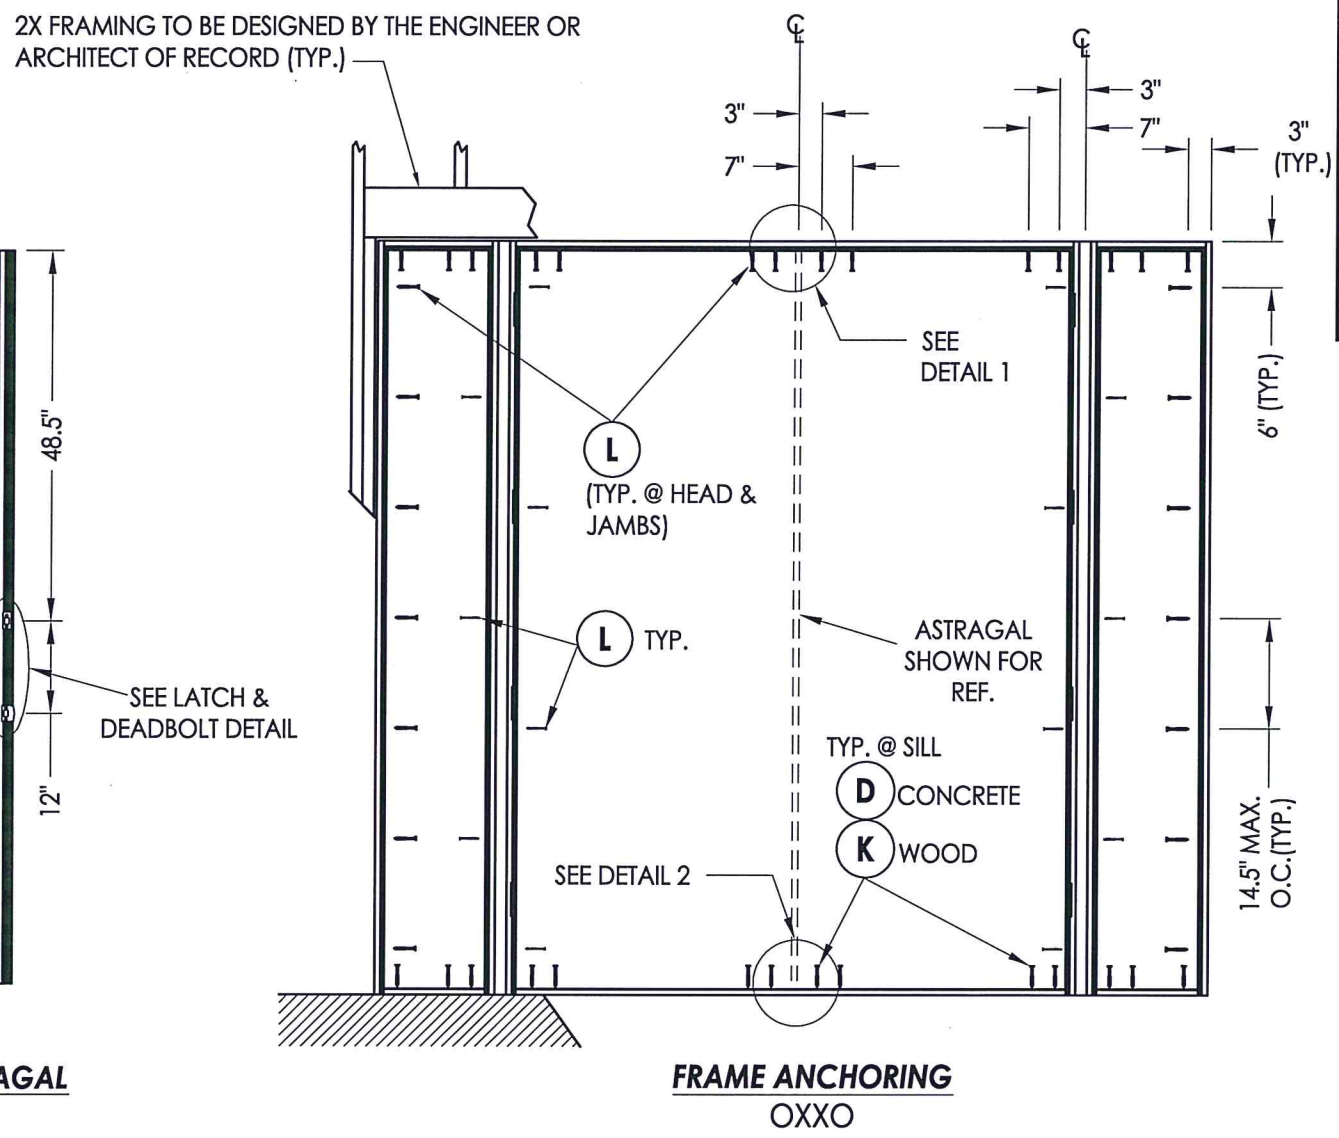 2X FRAMING TO BE DESIGNED BY THE ENGINEER OR
ARCHITECT OF RECORD (TYP.)
℄
℄
3"
7"
3"
7"
3"
(TYP.)
6" (TYP.)
SEE
DETAIL 1
48.5"
L
(TYP. @ HEAD &
JAMBS)
L TYP.
ASTRAGAL
SHOWN FOR
REF.
SEE LATCH &
DEADBOLT DETAIL
12"
TYP. @ SILL
D CONCRETE
K WOOD
SEE DETAIL 2
14.5" MAX.
O.C.(TYP.)
AGAL
FRAME ANCHORING
OXXO